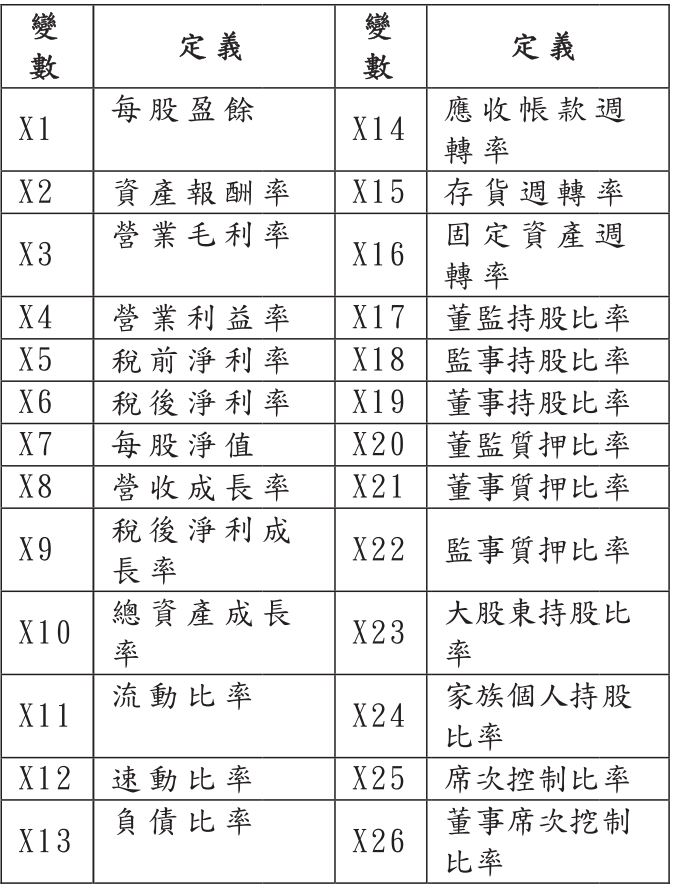 變數 定義 變數 定義
X1 每股盈餘 X14 應收帳款週轉率
X2 資產報酬率 X15 存貨週轉率
X3 營業毛利率 X16 固定資產週轉率
X4 營業利益率 X17 董監持股比率
X5 稅前淨利率 X18 監事持股比率
X6 稅後淨利率 X19 董事持股比率
X7 每股淨值 X20 董監質押比率
X8 營收成長率 X21 董事質押比率
X9 稅後淨利成長率 X22 監事質押比率
X10 總資產成長率 X23 大股東持股比率
X11 流動比率 X24 家族個人持股比率
X12 速動比率 X25 席次控制比率
X13 負債比率 X26 董事席次挖制比率